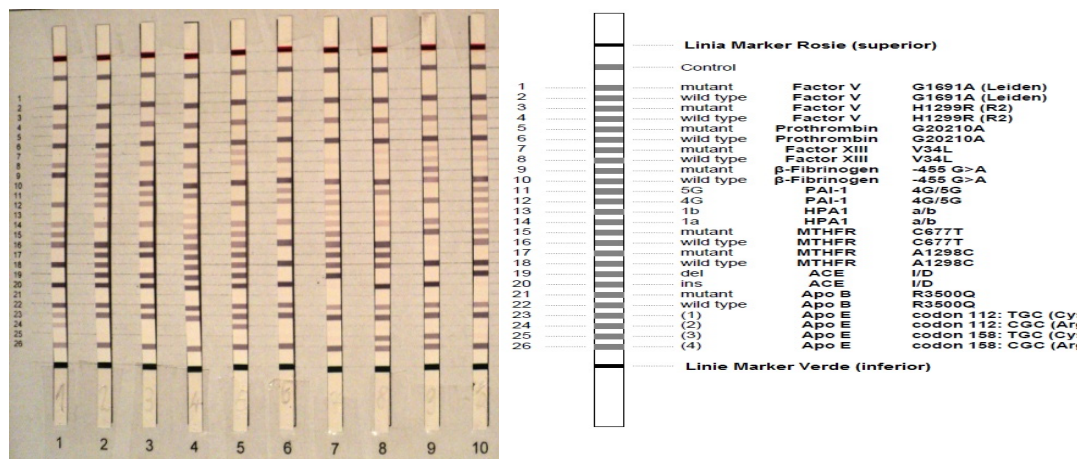 Linia Marker Rosie (superior)
Control
1 mutant Factor V G1691A (Leiden)
2 wild type Factor V G1691A (Leiden)
3 mutant Factor V H1299R (R2)
4 wild type Factor V H1299R (R2)
5 mutant Prothrombin G20210A
6 wild type Prothrombin G20210A
7 mutant Factor XIII V34L
8 wild type Factor XIII V34L
9 mutant β-Fibrinogen -455 G>A
10 wild type β-Fibrinogen -455 G>A
11 5G PAI-1 4G/5G
12 4G PAI-1 4G/5G
13 1b HPA1 a/b
14 1a HPA1 a/b
15 mutant MTHFR C677T
16 wild type MTHFR C677T
17 mutant MTHFR A1298C
18 wild type MTHFR A1298C
19 del ACE I/D
20 ins ACE I/D
21 mutant Apo B R3500Q
22 wild type Apo B R3500Q
23 (1) Apo E codon 112: TGC (Cy
24 (2) Apo E codon 112: CGC (Ar
25 (3) Apo E codon 158: TGC (Cy
26 (4) Apo E codon 158: CGC (Ar
Linie Marker Verde (inferior)
1
2
3
4
5
6
7
8
9
10
11
12
13
14
15
16
17
18
19
20
21
22
23
24
25
26
1 2 3 4 5 6 7 8 9 10